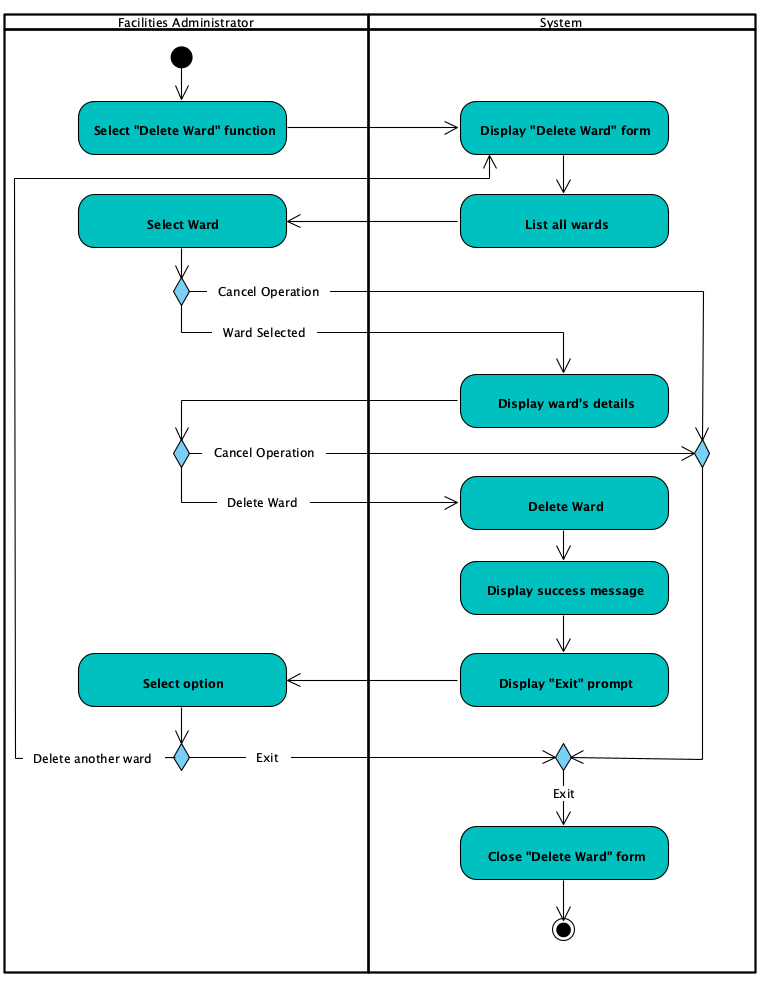 Facilities Administrator
System
Select "Delete Ward" function
Display "Delete Ward" form
Select Ward
List all wards
Cancel Operation
Ward Selected
Display ward's details
Cancel Operation
Delete Ward
Delete Ward
Display success message
Select option
Display "Exit" prompt
Delete another ward
Exit
Exit
Close "Delete Ward" form